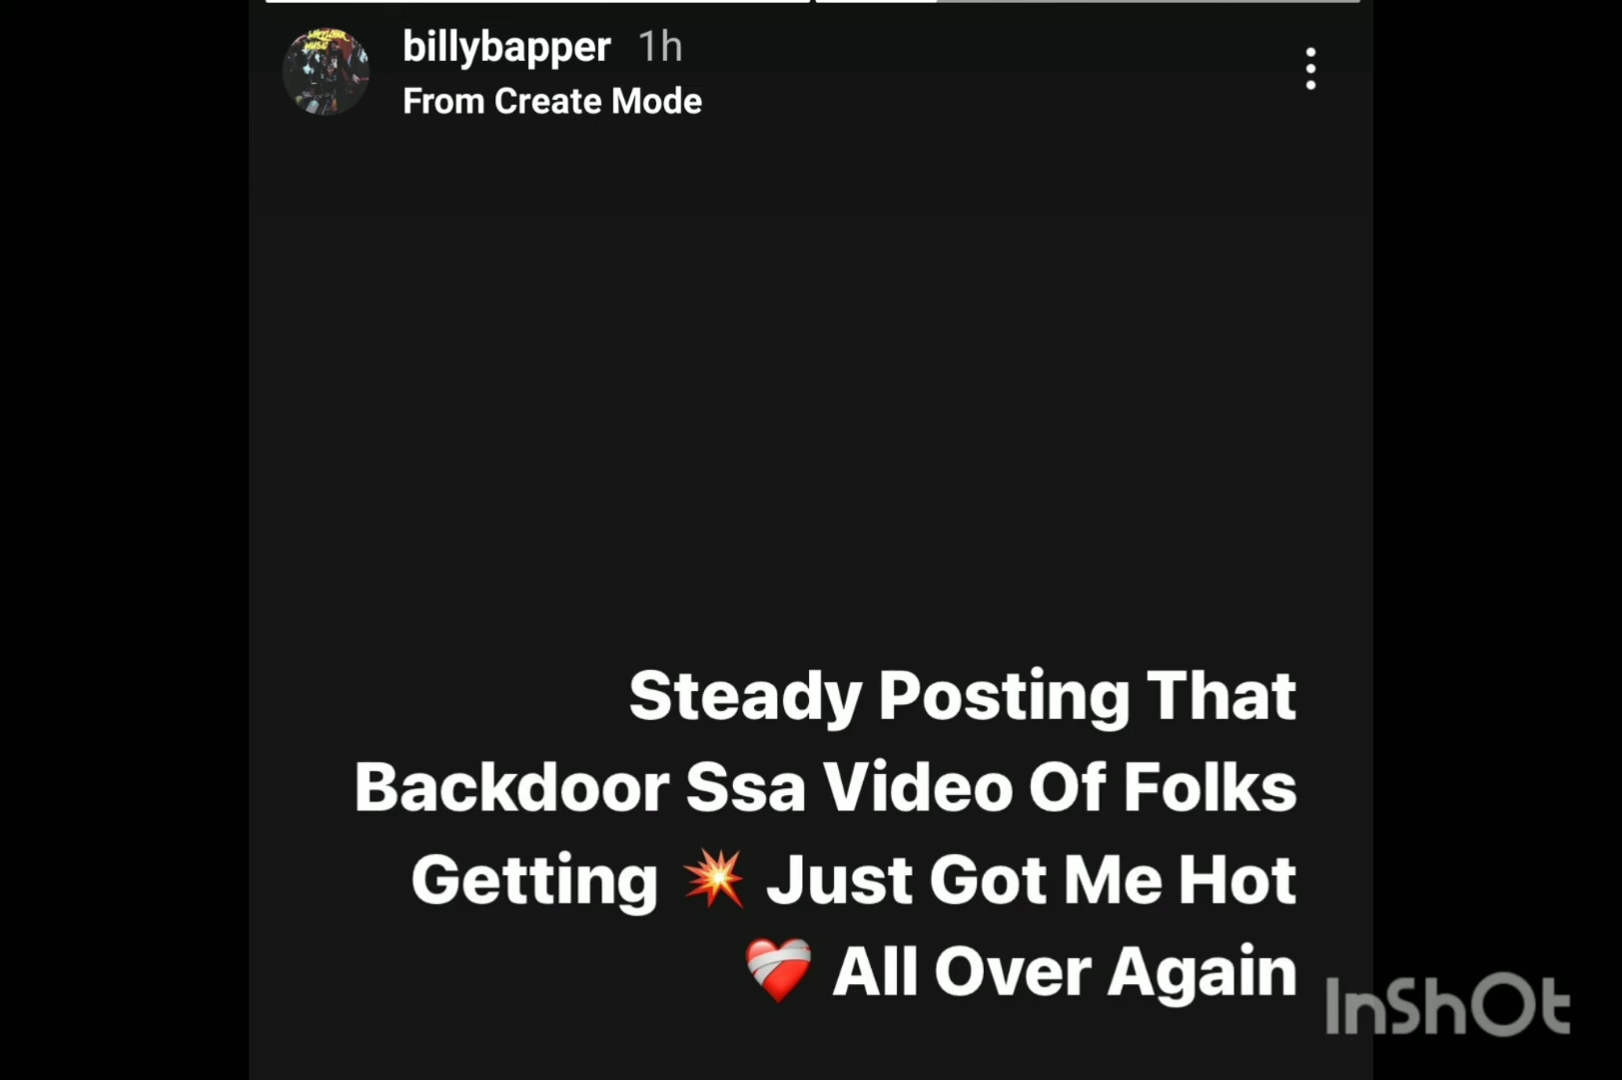 billybapper 1h
From Create Mode
Steady Posting That
Backdoor Ssa Video Of Folks
Getting 💥 Just Got Me Hot
❤️‍🩹 All Over Again
InShOt